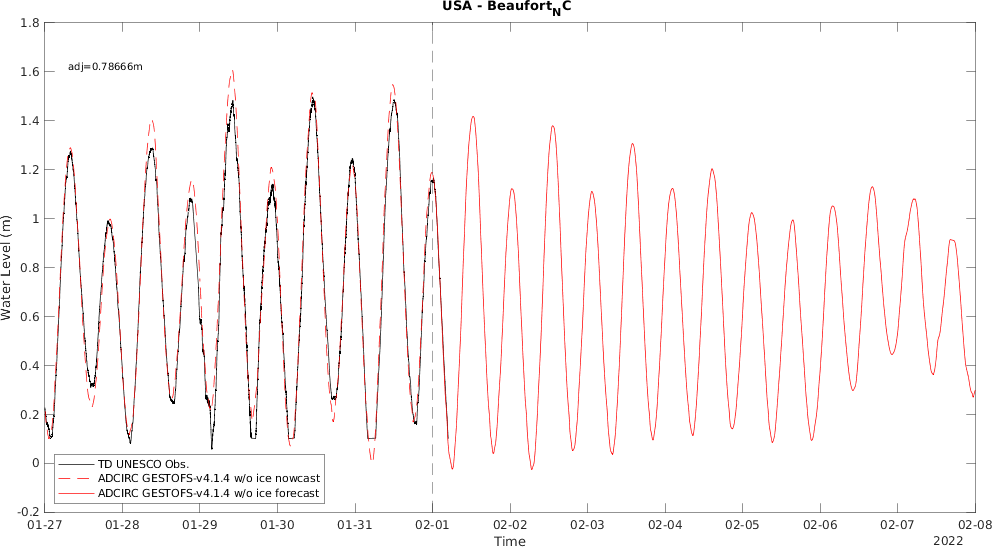 USA - Beaufort_NC
1.8
1.6
1.4
1.2
1
0.8
0.6
0.4
0.2
0
-0.2
Water Level (m)
adj=0.78666m
TD UNESCO Obs.
ADCIRC GESTOFS-v4.1.4 w/o ice nowcast
ADCIRC GESTOFS-v4.1.4 w/o ice forecast
01-27 01-28 01-29 01-30 01-31 02-01 02-02 02-03 02-04 02-05 02-06 02-07 02-08
Time
2022